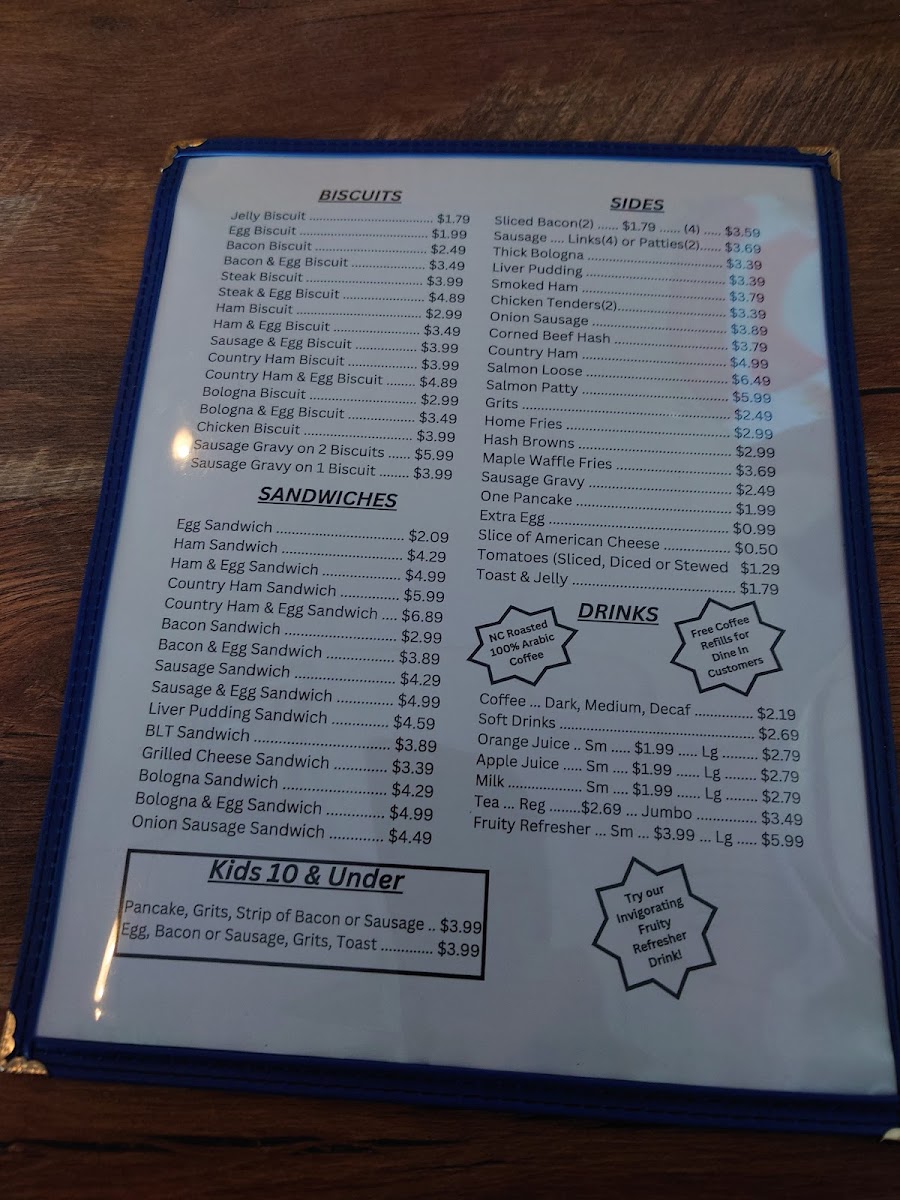 BISCUITS
Jelly Biscuit .................................. $1.79
Egg Biscuit .................................... $1.99
Bacon Biscuit ............................... $2.49
Bacon & Egg Biscuit .................... $3.49
Steak Biscuit ................................ $3.99
Steak & Egg Biscuit ...................... $4.89
Ham Biscuit .................................. $2.99
Ham & Egg Biscuit ........................ $3.49
Sausage & Egg Biscuit ................. $3.99
Country Ham Biscuit .................... $3.99
Country Ham & Egg Biscuit ........ $4.89
Bologna Biscuit ............................ $2.99
Bologna & Egg Biscuit .................. $3.49
Chicken Biscuit ............................. $3.99
Sausage Gravy on 2 Biscuits ...... $5.99
Sausage Gravy on 1 Biscuit ........ $3.99
SANDWICHES
Egg Sandwich ................................ $2.09
Ham Sandwich .............................. $4.29
Ham & Egg Sandwich .................... $4.99
Country Ham Sandwich ................ $5.99
Country Ham & Egg Sandwich .... $6.89
Bacon Sandwich ............................ $2.99
Bacon & Egg Sandwich ................. $3.89
Sausage Sandwich ........................ $4.29
Sausage & Egg Sandwich ............. $4.99
Liver Pudding Sandwich .............. $4.59
BLT Sandwich ................................ $3.89
Grilled Cheese Sandwich ............ $3.39
Bologna Sandwich ........................ $4.29
Bologna & Egg Sandwich ............. $4.99
Onion Sausage Sandwich ............ $4.49
Kids 10 & Under
Pancake, Grits, Strip of Bacon or Sausage .. $3.99
Egg, Bacon or Sausage, Grits, Toast ............ $3.99
SIDES
Sliced Bacon(2) ...... $1.79 ...... (4) ..... $3.59
Sausage .... Links(4) or Patties(2)...... $3.69
Thick Bologna .................................... $3.39
Liver Pudding .................................... $3.39
Smoked Ham ...................................... $3.79
Chicken Tenders(2)............................. $3.39
Onion Sausage .................................... $3.89
Corned Beef Hash .............................. $3.79
Country Ham ...................................... $4.99
Salmon Loose ..................................... $6.49
Salmon Patty ...................................... $5.99
Grits .................................................... $2.49
Home Fries ......................................... $2.99
Hash Browns ...................................... $2.99
Maple Waffle Fries ............................. $3.69
Sausage Gravy .................................... $2.49
One Pancake ....................................... $1.99
Extra Egg ............................................. $0.99
Slice of American Cheese ................. $0.50
Tomatoes (Sliced, Diced or Stewed $1.29
Toast & Jelly ........................................ $1.79
DRINKS
NC Roasted
100% Arabic
Coffee
Free Coffee
Refills for
Dine In
Customers
Coffee ... Dark, Medium, Decaf .............. $2.19
Soft Drinks .............................................. $2.69
Orange Juice .. Sm ..... $1.99 ..... Lg ........ $2.79
Apple Juice ..... Sm .... $1.99 ...... Lg ........ $2.79
Milk .................. Sm .... $1.99 ...... Lg ........ $2.79
Tea ... Reg ........$2.69 ... Jumbo .............. $3.49
Fruity Refresher ... Sm ... $3.99 ... Lg ..... $5.99
Try our
Invigorating
Fruity
Refresher
Drink!